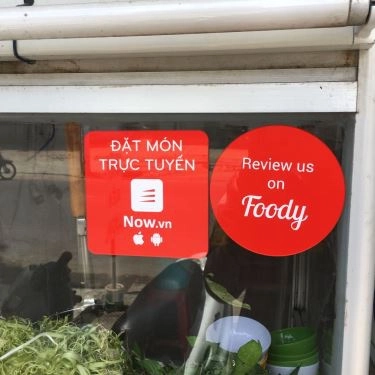 ĐẶT MÓN
TRỰC TUYẾN
Now.vn
Review us
on
Foody